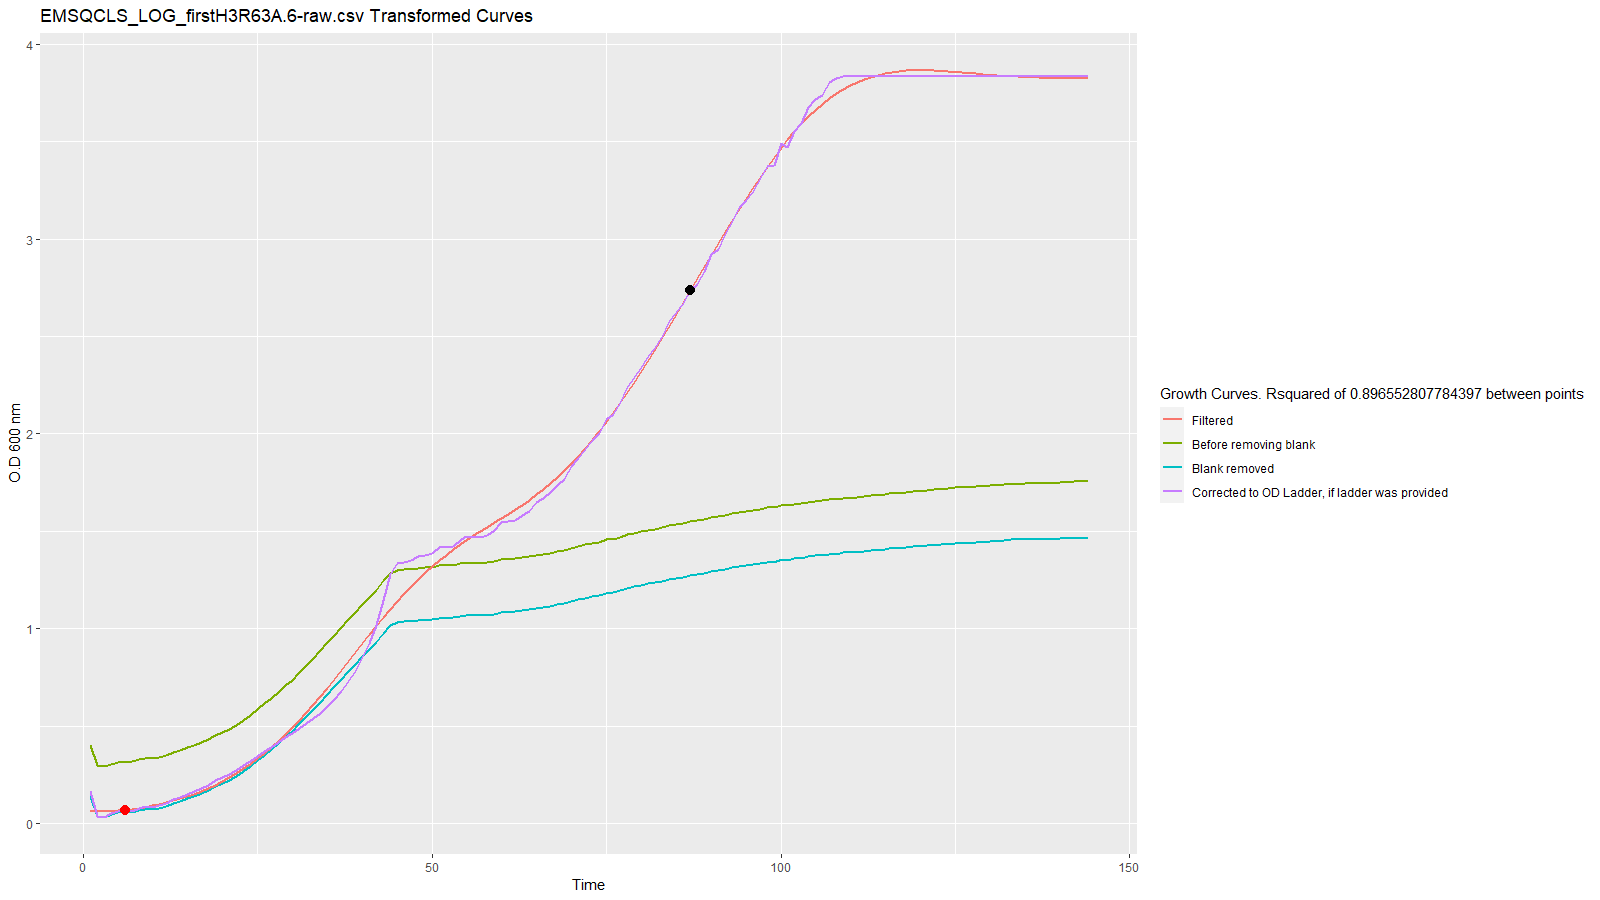 EMSQCLS_LOG_firstH3R63A.6-raw.csv Transformed Curves
4
3
2
1
0
O.D 600 nm
0
50
100
150
Time
Growth Curves. Rsquared of 0.896552807784397 between points
Filtered
Before removing blank
Blank removed
Corrected to OD Ladder, if ladder was provided